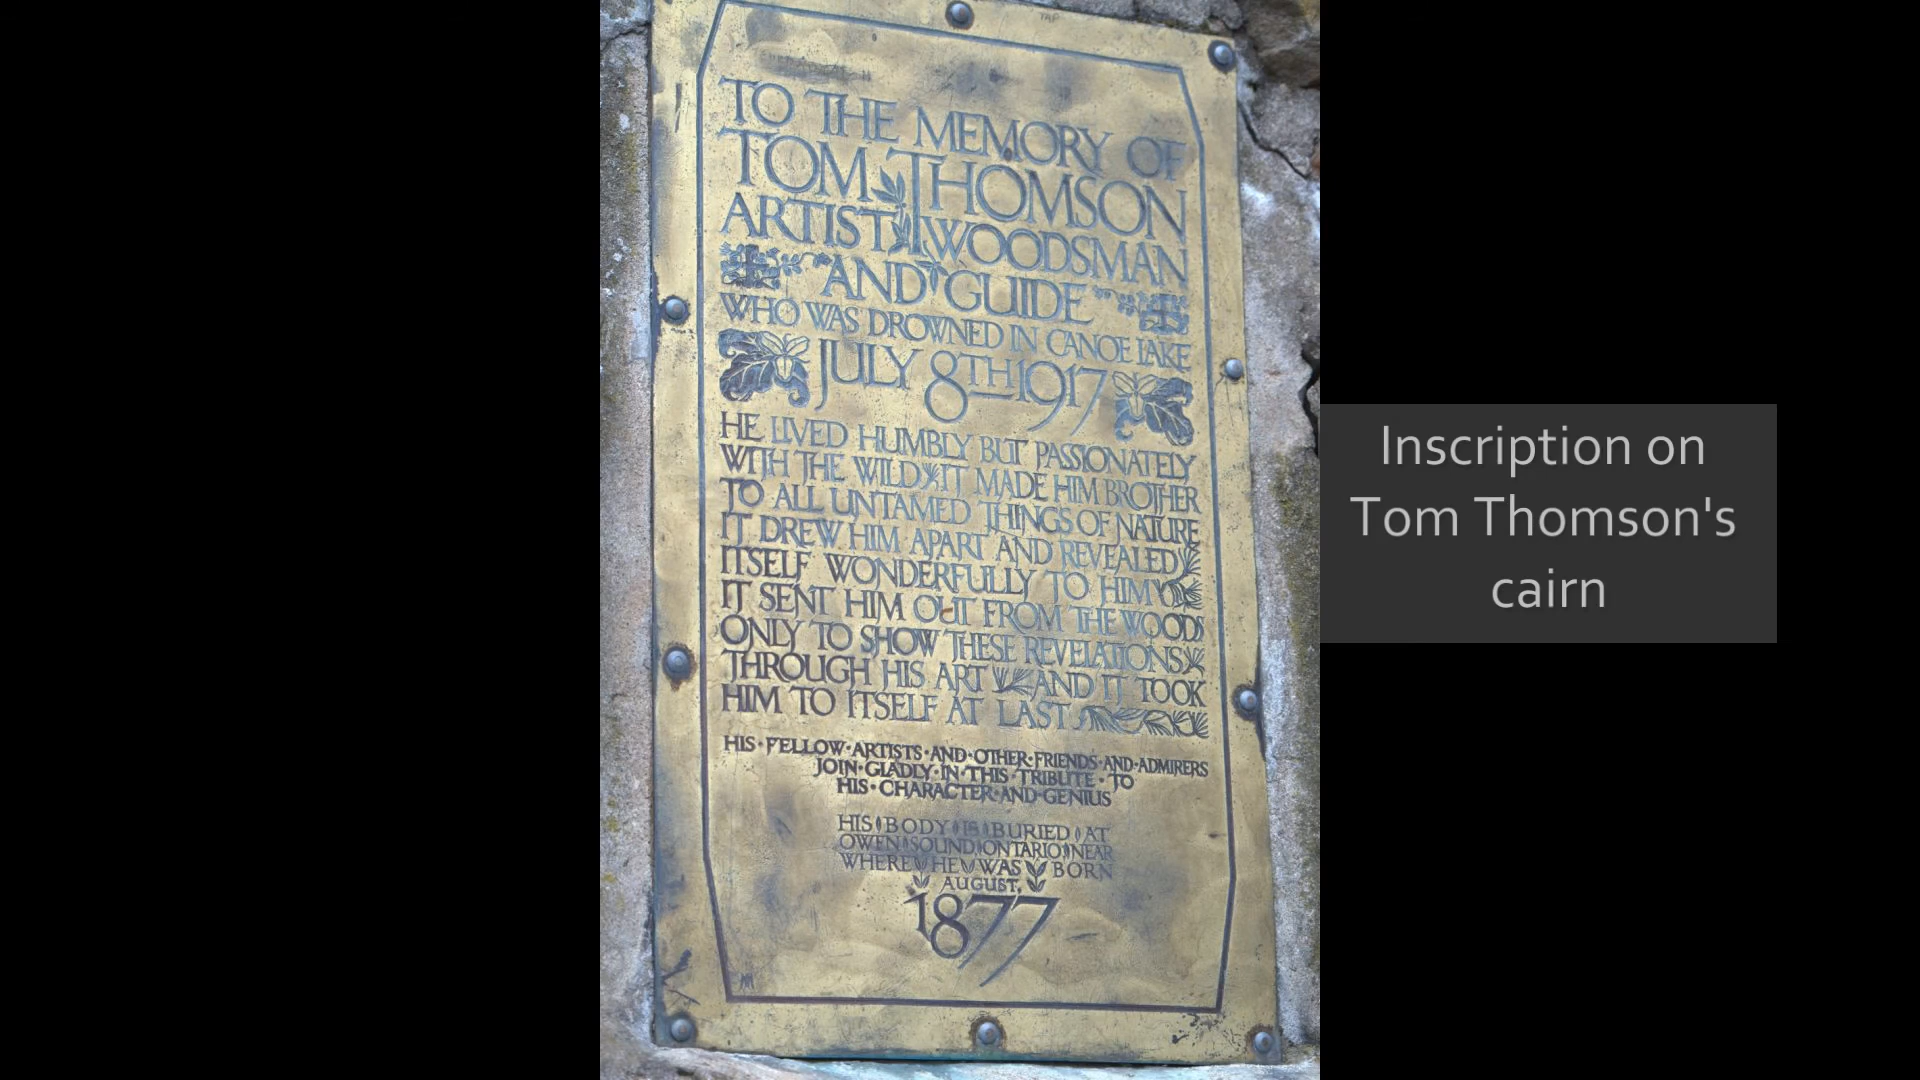 TO THE MEMORY OF
TOM THOMSON
ARTIST WOODSMAN
AND GUIDE
WHO WAS DROWNED IN CANOE LAKE
JULY 8TH 1917
HE LIVED HUMBLY BUT PASSIONATELY
WITH THE WILD IT MADE HIM BROTHER
TO ALL UNTAMED THINGS OF NATURE
IT DREW HIM APART AND REVEALED
ITSELF WONDERFULLY TO HIM
IT SENT HIM OUT FROM THE WOODS
ONLY TO SHOW THESE REVELATIONS
THROUGH HIS ART AND IT TOOK
HIM TO ITSELF AT LAST
HIS·FELLOW·ARTISTS·AND·OTHER·FRIENDS·AND·ADMIRERS
JOIN·GLADLY·IN·THIS·TRIBUTE·TO
HIS·CHARACTER·AND·GENIUS
HIS BODY IS BURIED AT
OWEN SOUND ONTARIO NEAR
WHERE HE WAS BORN
AUGUST,
1877
Inscription on
Tom Thomson's
cairn